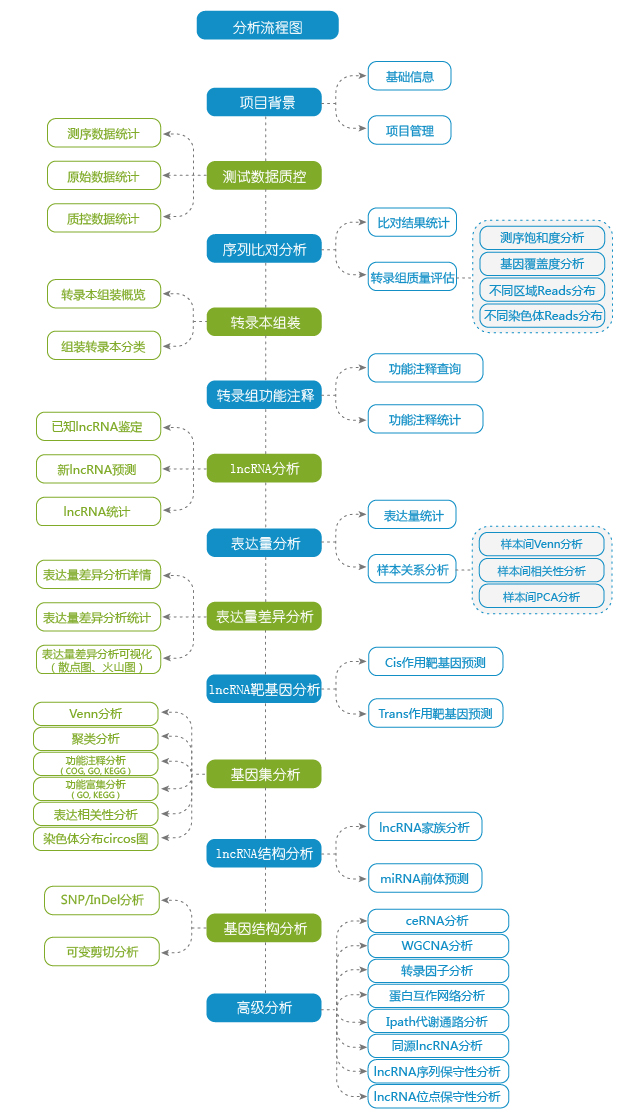 分析流程图
项目背景
基础信息
项目管理
测试数据质控
测序数据统计
原始数据统计
质控数据统计
序列比对分析
比对结果统计
转录组质量评估
测序饱和度分析
基因覆盖度分析
不同区域Reads分布
不同染色体Reads分布
转录本组装
转录本组装概览
组装转录本分类
转录组功能注释
功能注释查询
功能注释统计
lncRNA分析
已知lncRNA鉴定
新lncRNA预测
lncRNA统计
表达量分析
表达量统计
样本关系分析
样本间Venn分析
样本间相关性分析
样本间PCA分析
表达量差异分析
表达量差异分析详情
表达量差异分析统计
表达量差异分析可视化
（散点图、火山图）
lncRNA靶基因分析
Cis作用靶基因预测
Trans作用靶基因预测
基因集分析
Venn分析
聚类分析
功能注释分析
（COG, GO, KEGG）
功能富集分析
（GO, KEGG）
表达相关性分析
染色体分布circos图
lncRNA结构分析
lncRNA家族分析
miRNA前体预测
基因结构分析
SNP/InDel分析
可变剪切分析
高级分析
ceRNA分析
WGCNA分析
转录因子分析
蛋白互作网络分析
Ipath代谢通路分析
同源lncRNA分析
lncRNA序列保守性分析
lncRNA位点保守性分析